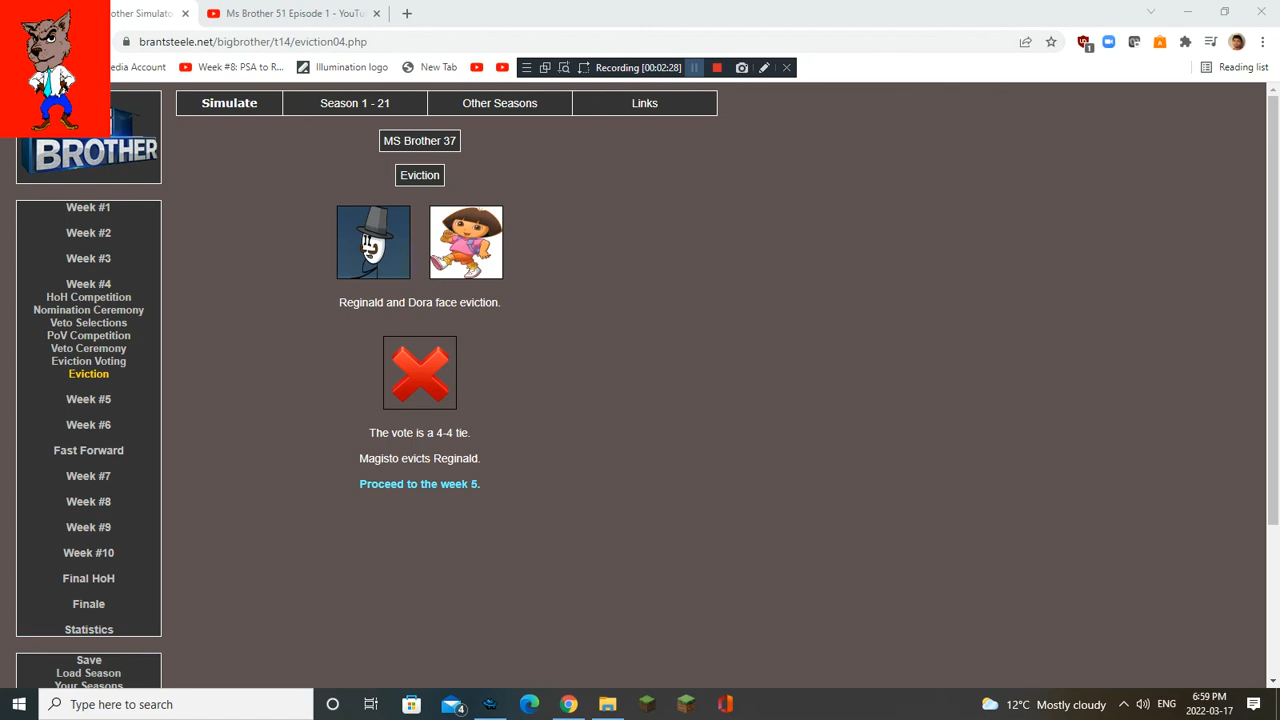 other Simulator
Ms Brother 51 Episode 1 - YouTu
brantsteele.net/bigbrother/t14/eviction04.php
1
edia Account
Week #8: PSA to R...
Illumination logo
New Tab
Recording [00:02:28]
Reading list
BROTHER
Simulate
Season 1 - 21
Other Seasons
Links
MS Brother 37
Eviction
Reginald and Dora face eviction.
The vote is a 4-4 tie.
Magisto evicts Reginald.
Proceed to the week 5.
Week #1
Week #2
Week #3
Week #4
HoH Competition
Nomination Ceremony
Veto Selections
PoV Competition
Veto Ceremony
Eviction Voting
Eviction
Week #5
Week #6
Fast Forward
Week #7
Week #8
Week #9
Week #10
Final HoH
Finale
Statistics
Save
Load Season
Your Seasons
Type here to search
4
12°C Mostly cloudy
ENG
6:59 PM
2022-03-17